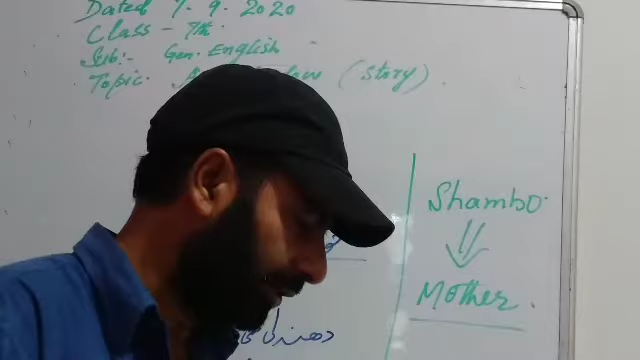 Dated 7.9.2020
Class - 7th.
Sub:- Gen. English
Topic. (Story)
Shambo.
Mother.